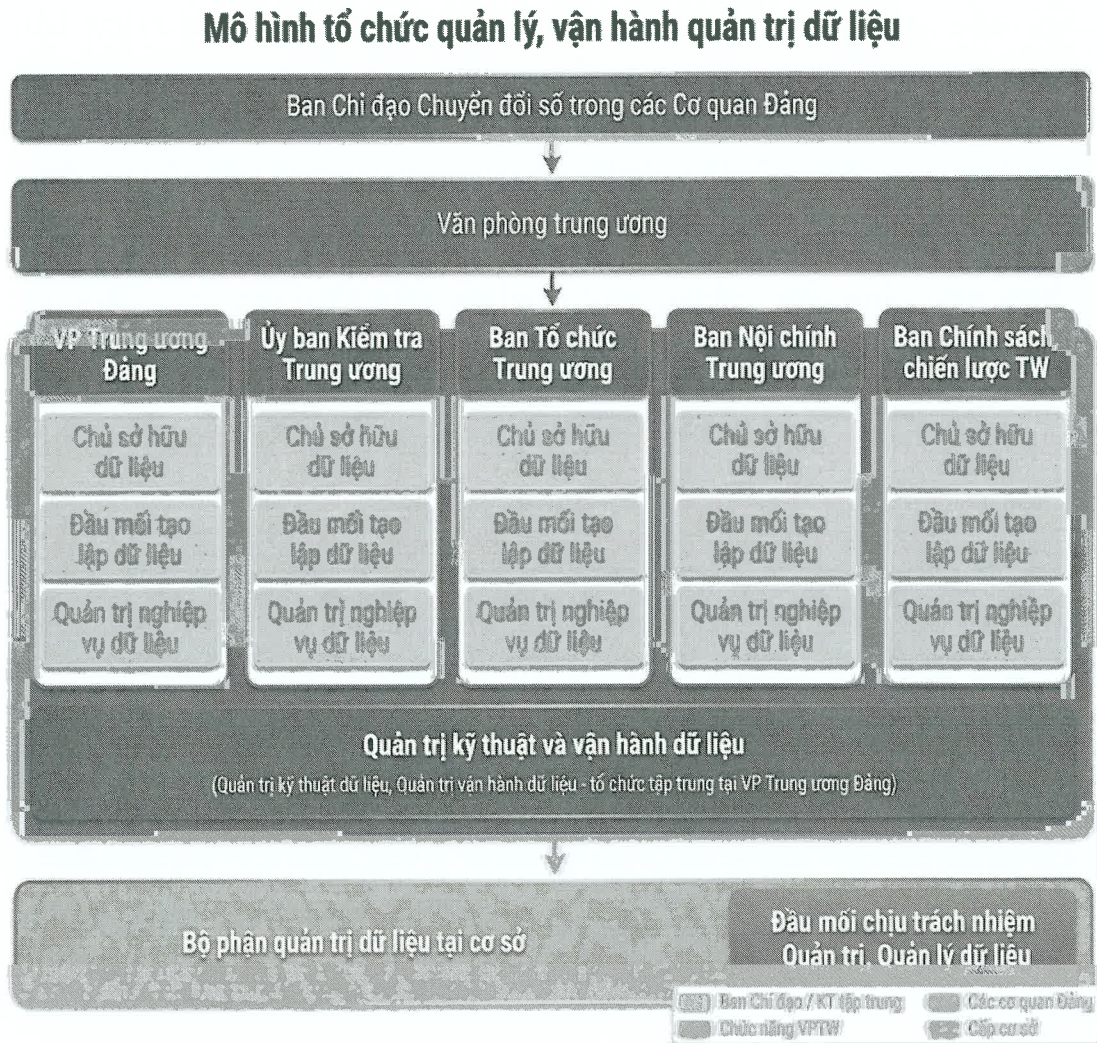 Mô hình tổ chức quản lý, vận hành quản trị dữ liệu
Ban Chỉ đạo Chuyển đổi số trong các Cơ quan Đảng
Văn phòng trung ương
VP Trung ương
Đảng
Ủy ban Kiểm tra
Trung ương
Ban Tổ chức
Trung ương
Ban Nội chính
Trung ương
Ban Chính sách
chiến lược TW
Chủ sở hữu
dữ liệu
Chủ sở hữu
dữ liệu
Chủ sở hữu
dữ liệu
Chủ sở hữu
dữ liệu
Chủ sở hữu
dữ liệu
Đầu mối tạo
lập dữ liệu
Đầu mối tạo
lập dữ liệu
Đầu mối tạo
lập dữ liệu
Đầu mối tạo
lập dữ liệu
Đầu mối tạo
lập dữ liệu
Quản trị nghiệp
vụ dữ liệu
Quản trị nghiệp
vụ dữ liệu
Quản trị nghiệp
vụ dữ liệu
Quản trị nghiệp
vụ dữ liệu
Quản trị nghiệp
vụ dữ liệu
Quản trị kỹ thuật và vận hành dữ liệu
(Quản trị kỹ thuật dữ liệu, Quản trị vận hành dữ liệu - tổ chức tập trung tại VP Trung ương Đảng)
Bộ phận quản trị dữ liệu tại cơ sở
Đầu mối chịu trách nhiệm
Quản trị, Quản lý dữ liệu
Ban Chỉ đạo / KT tập trung
Các cơ quan Đảng
Chức năng VPTW
Cấp cơ sở